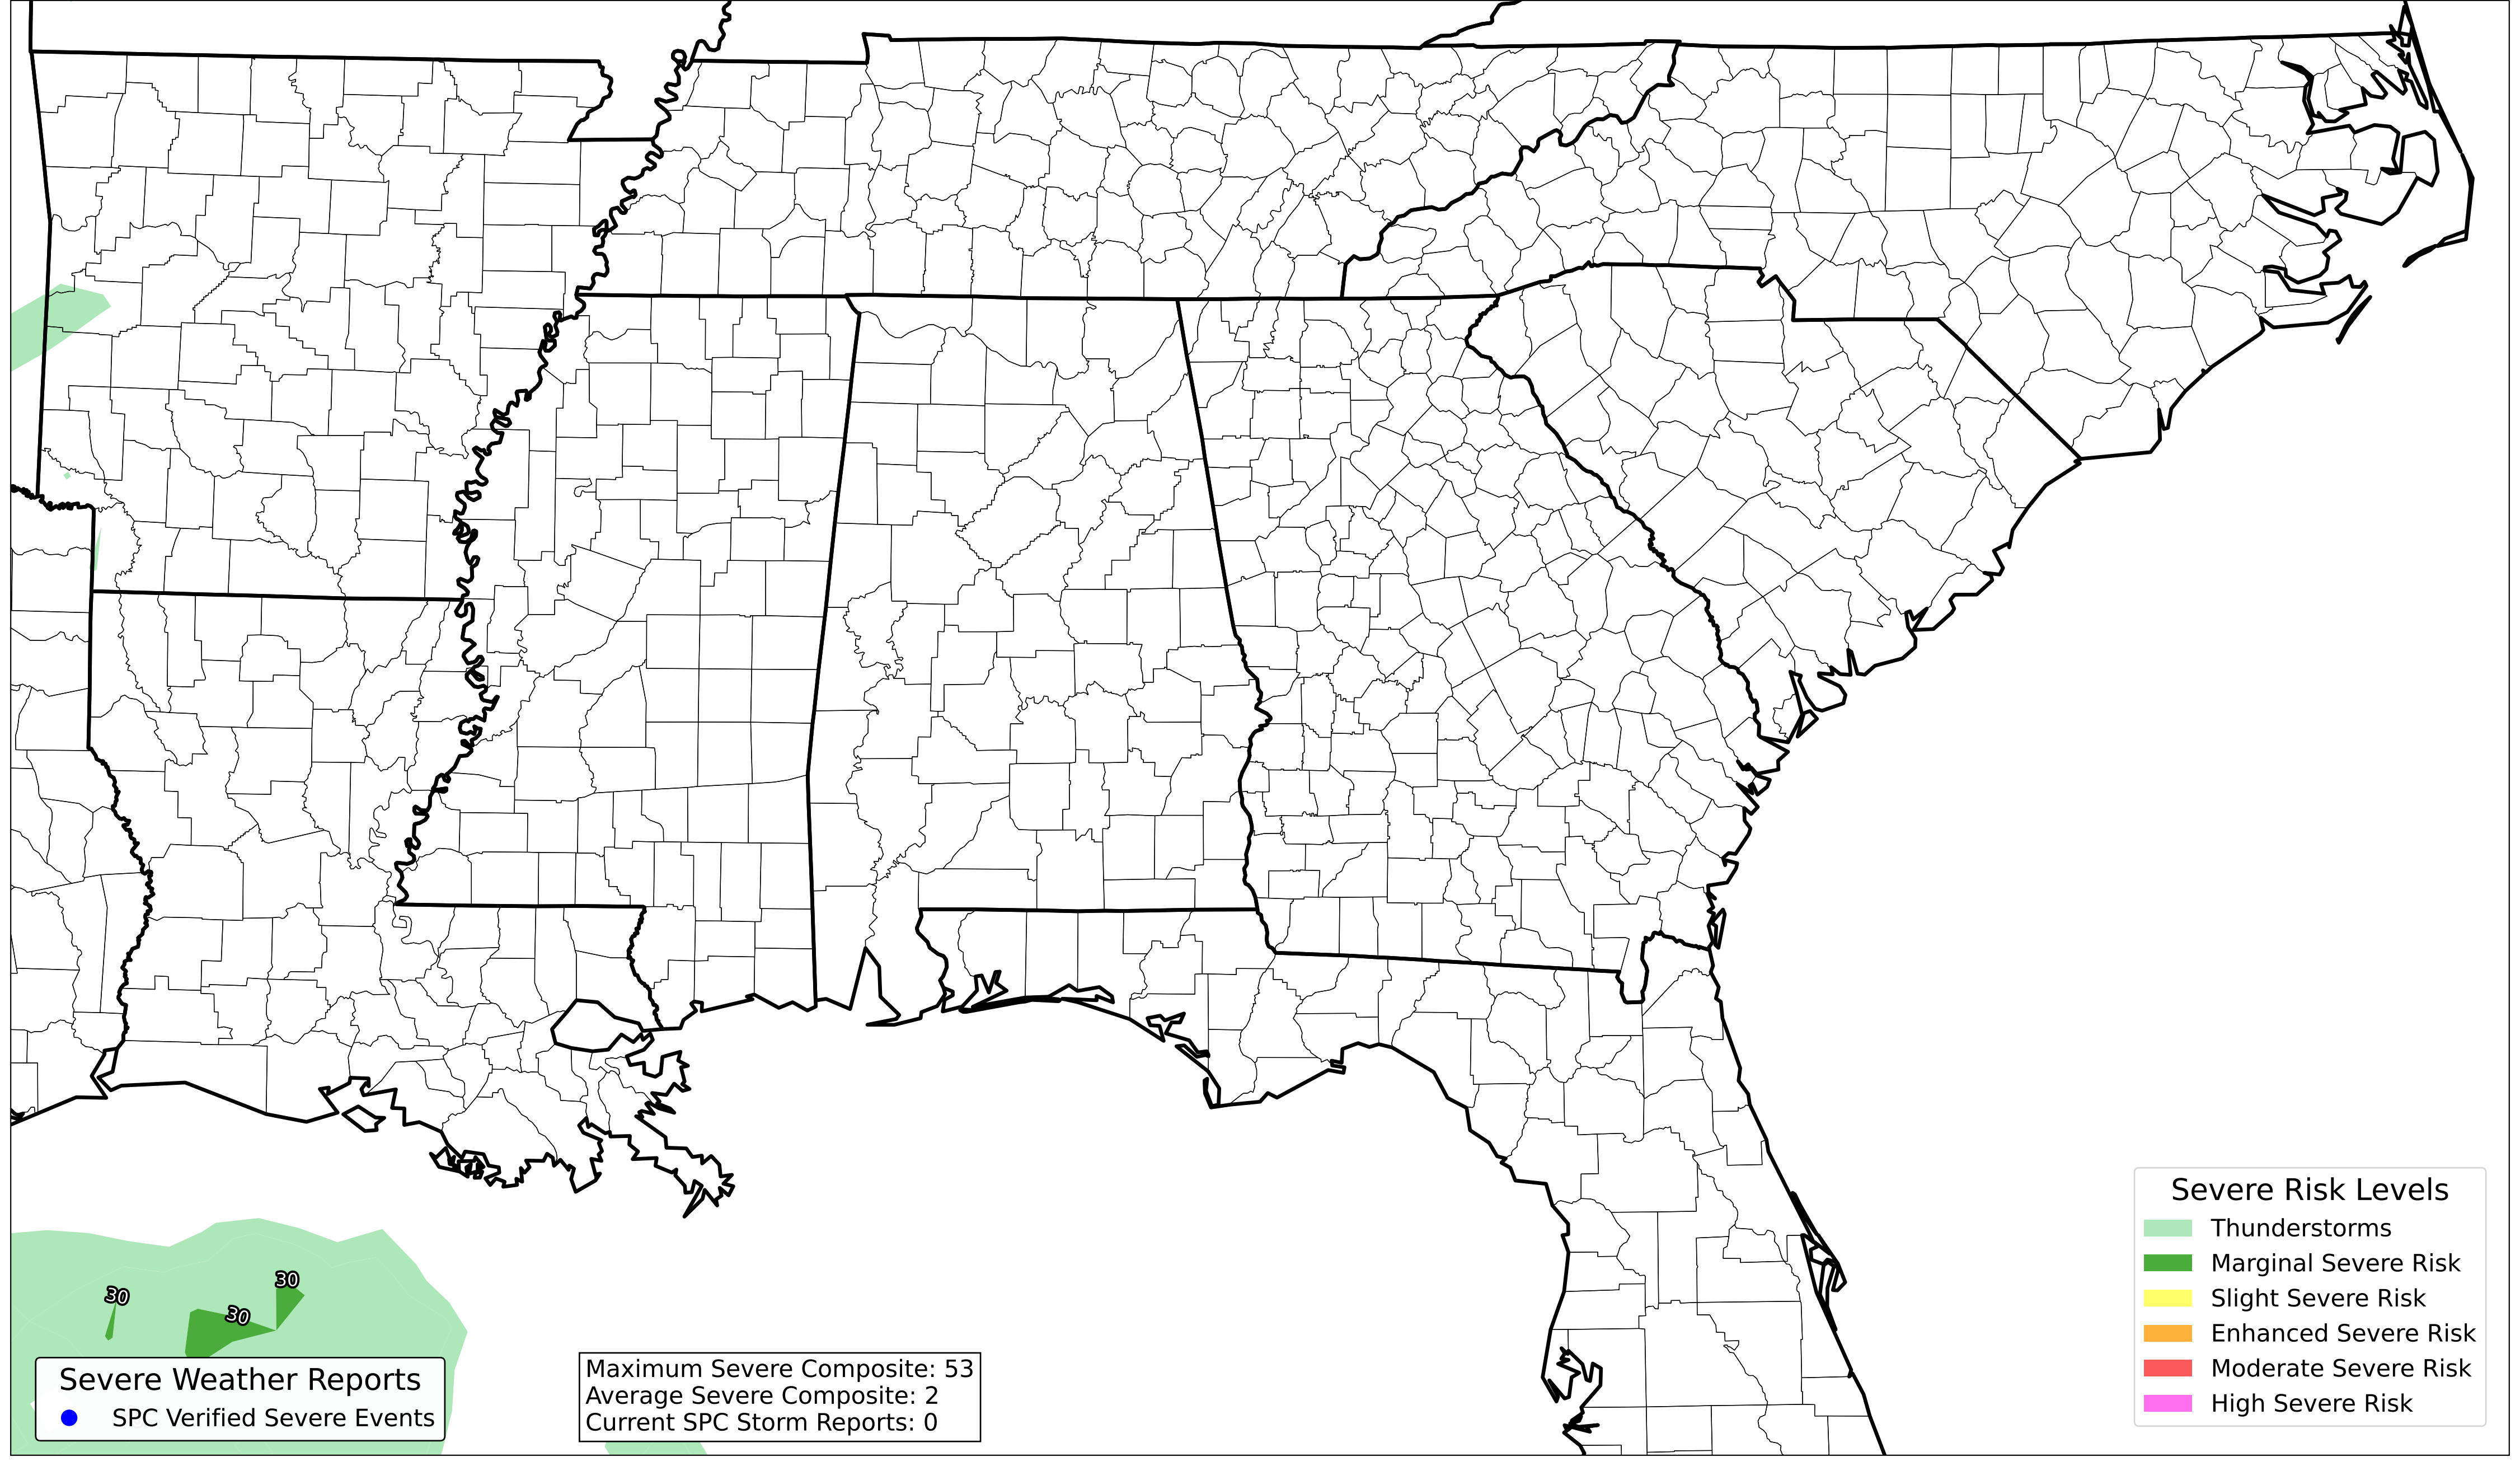 30
30
30
Severe Weather Reports
SPC Verified Severe Events
Maximum Severe Composite: 53
Average Severe Composite: 2
Current SPC Storm Reports: 0
Severe Risk Levels
Thunderstorms
Marginal Severe Risk
Slight Severe Risk
Enhanced Severe Risk
Moderate Severe Risk
High Severe Risk